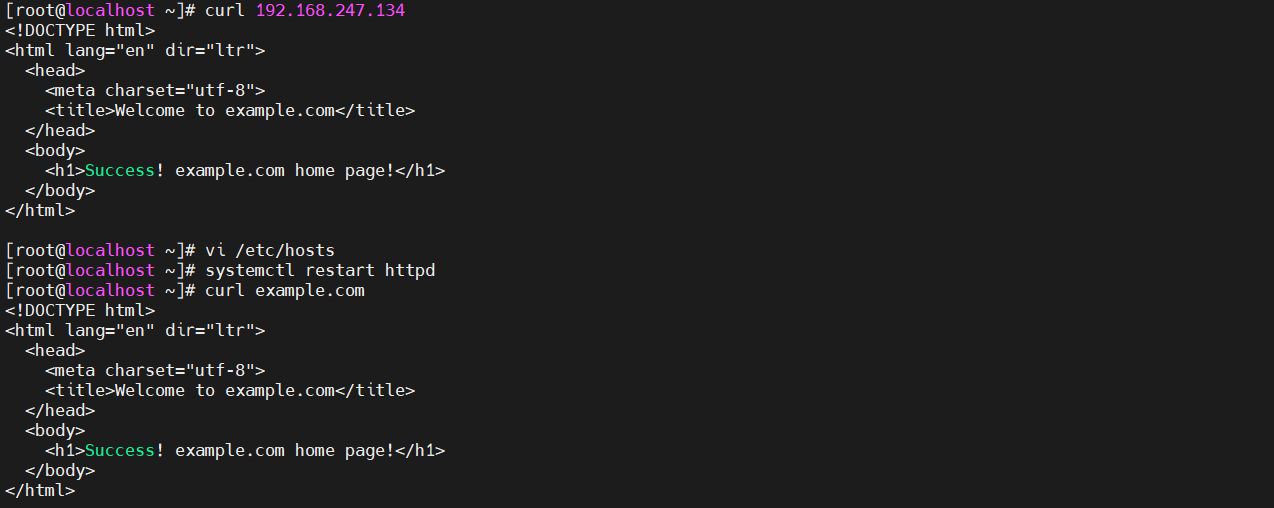 [root@localhost ~]# curl 192.168.247.134
<!DOCTYPE html>
<html lang="en" dir="ltr">
  <head>
    <meta charset="utf-8">
    <title>Welcome to example.com</title>
  </head>
  <body>
    <h1>Success! example.com home page!</h1>
  </body>
</html>

[root@localhost ~]# vi /etc/hosts
[root@localhost ~]# systemctl restart httpd
[root@localhost ~]# curl example.com
<!DOCTYPE html>
<html lang="en" dir="ltr">
  <head>
    <meta charset="utf-8">
    <title>Welcome to example.com</title>
  </head>
  <body>
    <h1>Success! example.com home page!</h1>
  </body>
</html>